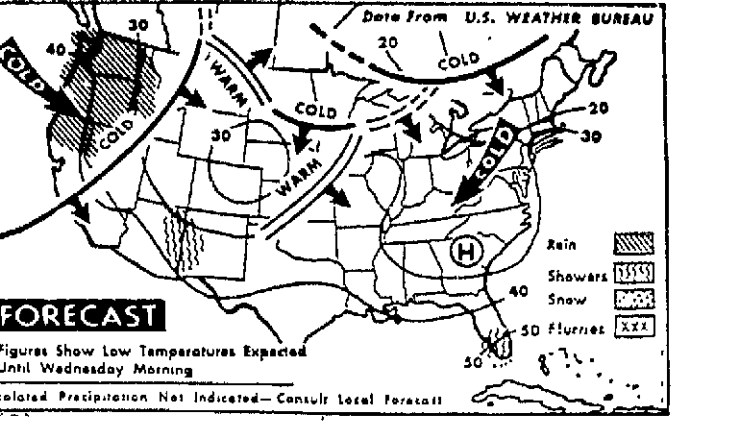 Data From U.S. WEATHER BUREAU
30
20
40
COLD
WARM
COLD
COLD
COLD
20
30
30
COLD
WARM
H
Rain
Showers
Snow
Flurries
XXX
40
50
50
FORECAST
Figures Show Low Temperatures Expected
Until Wednesday Morning
Precipitation Not Indicated—Consult Local Forecast